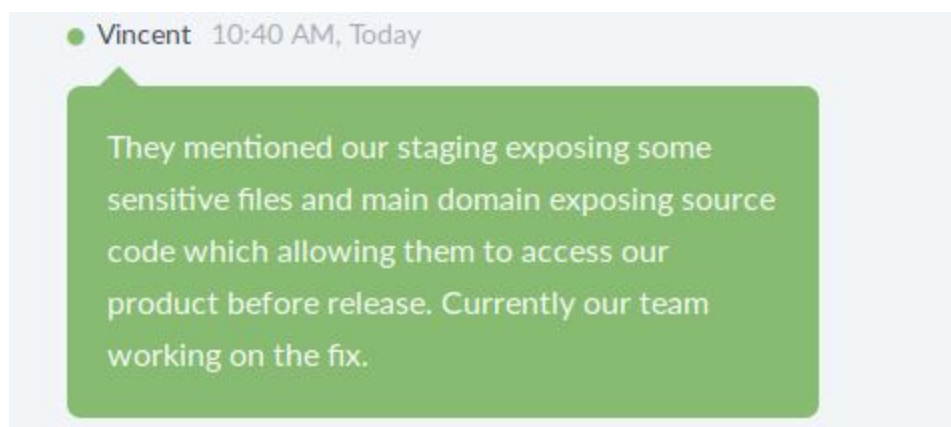 Vincent 10:40 AM, Today
They mentioned our staging exposing some
sensitive files and main domain exposing source
code which allowing them to access our
product before release. Currently our team
working on the fix.